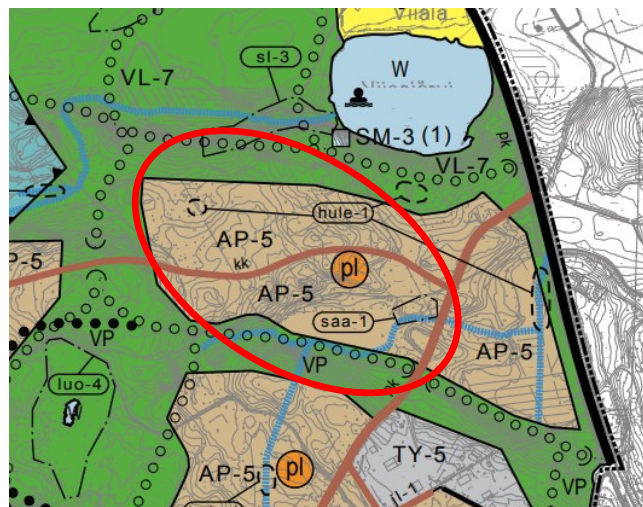 Viiala
sl-3
VL-7
W
SM-3 (1)
pk
VL-7
hule-1
AP-5
P-5
kk
pl
AP-5
saa-1
VP
VP
AP-5
luo-4
AP-5
pl
TY-5
jl-1
VP